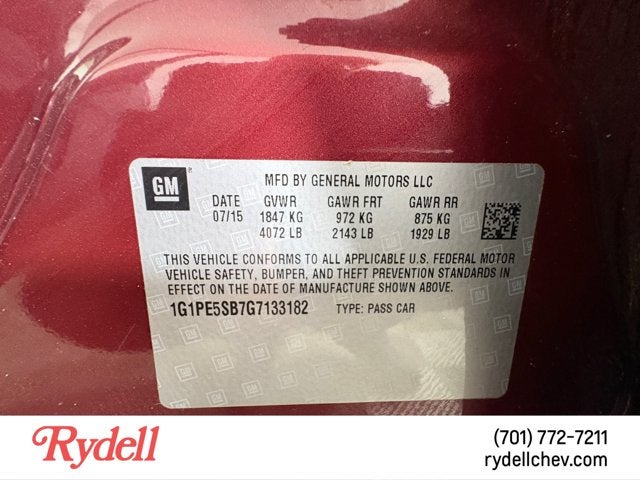 GM
MFD BY GENERAL MOTORS LLC
DATE GVWR GAWR FRT GAWR RR
07/15 1847 KG 972 KG 875 KG
4072 LB 2143 LB 1929 LB
THIS VEHICLE CONFORMS TO ALL APPLICABLE U.S. FEDERAL MOTOR
VEHICLE SAFETY, BUMPER, AND THEFT PREVENTION STANDARDS IN
EFFECT ON THE DATE OF MANUFACTURE SHOWN ABOVE.
1G1PE5SB7G7133182 TYPE: PASS CAR
Rydell
(701) 772-7211
rydellchev.com